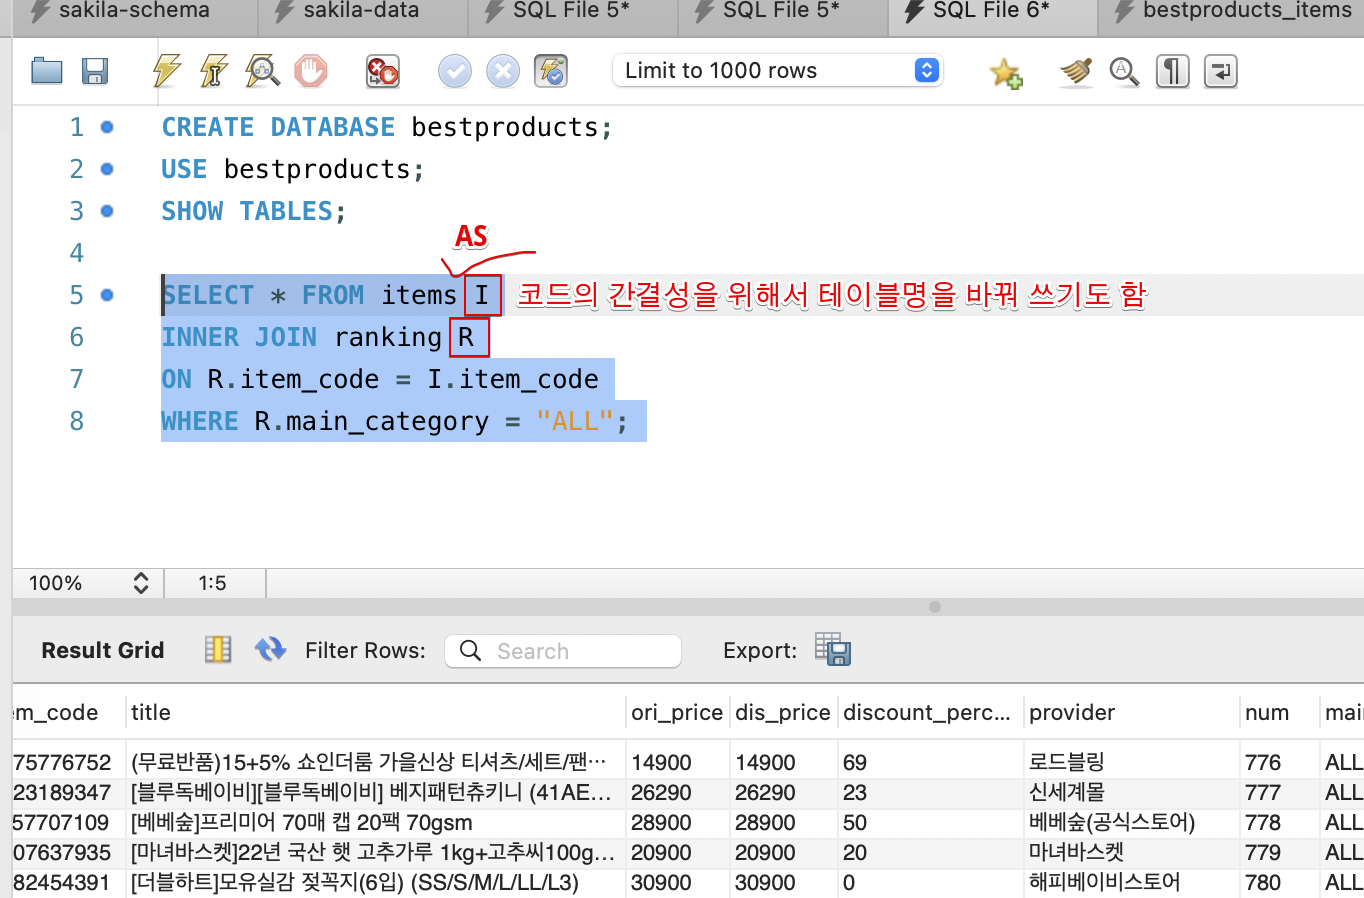 sakila-schema sakila-data SQL File 5* SQL File 5* SQL File 6* bestproducts_items
Limit to 1000 rows
1 CREATE DATABASE bestproducts;
2 USE bestproducts;
3 SHOW TABLES;
AS
4
5 SELECT * FROM items I 코드의 간결성을 위해서 테이블명을 바꿔 쓰기도 함
6 INNER JOIN ranking R
7 ON R.item_code = I.item_code
8 WHERE R.main_category = "ALL";
100% 1:5
Result Grid Filter Rows: Search Export:
em_code title ori_price dis_price discount_perc... provider num mai
75776752 (무료반품)15+5% 쇼인더룸 가을신상 티셔츠/세트/팬… 14900 14900 69 로드블링 776 ALL
23189347 [블루독베이비][블루독베이비] 베지패턴츄키니 (41AE... 26290 26290 23 신세계몰 777 ALL
57707109 [베베숲]프리미어 70매 캡 20팩 70gsm 28900 28900 50 베베숲(공식스토어) 778 ALL
07637935 [마녀바스켓]22년 국산 햇 고추가루 1kg+고추씨100g... 20900 20900 20 마녀바스켓 779 ALL
82454391 [더블하트]모유실감 젖꼭지(6입) (SS/S/M/L/LL/L3) 30900 30900 0 해피베이비스토어 780 ALL